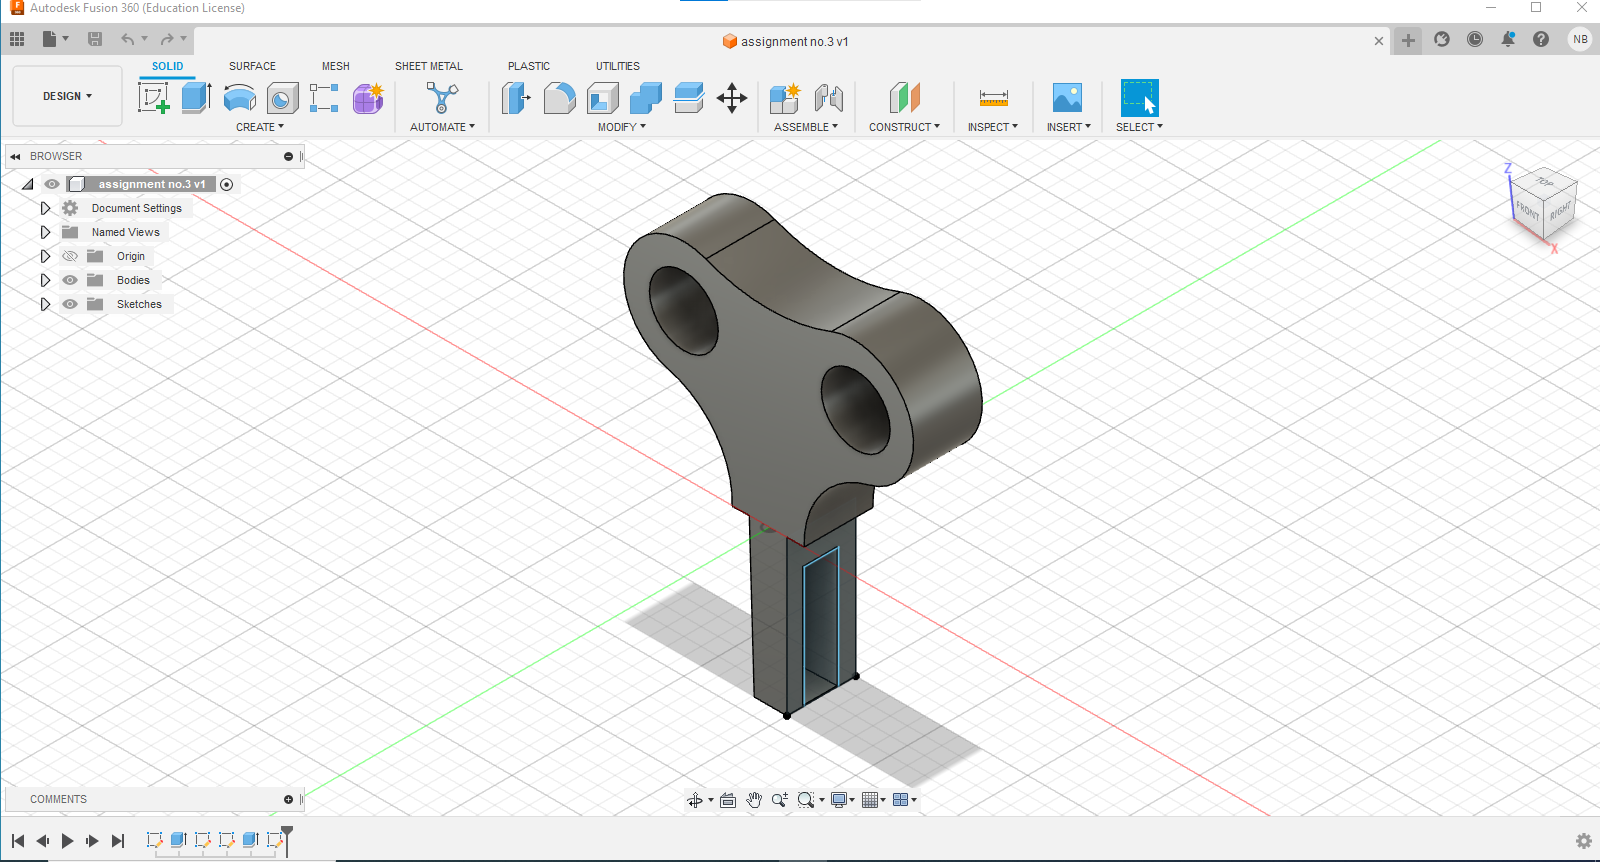 Autodesk Fusion 360 (Education License)
assignment no.3 v1
NB
SOLID SURFACE MESH SHEET METAL PLASTIC UTILITIES
DESIGN
CREATE AUTOMATE MODIFY ASSEMBLE CONSTRUCT INSPECT INSERT SELECT
BROWSER
assignment no.3 v1
Document Settings
Named Views
Origin
Bodies
Sketches
Z
TOP
FRONT
RIGHT
X
COMMENTS